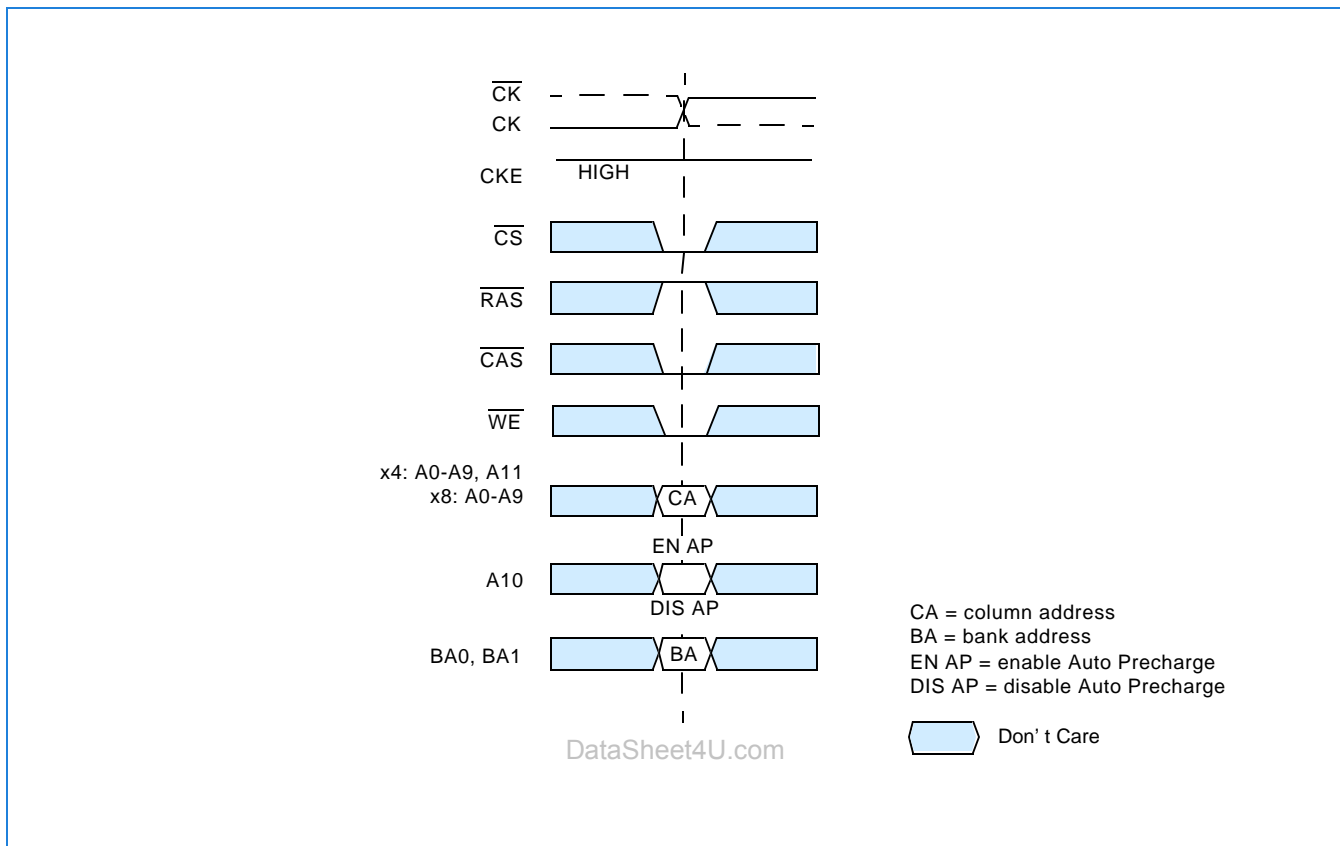 CK
CK
CKE
HIGH
CS
RAS
CAS
WE
x4: A0-A9, A11
x8: A0-A9
CA
EN AP
A10
DIS AP
BA0, BA1
BA
CA = column address
BA = bank address
EN AP = enable Auto Precharge
DIS AP = disable Auto Precharge
Don' t Care
DataSheet4U.com